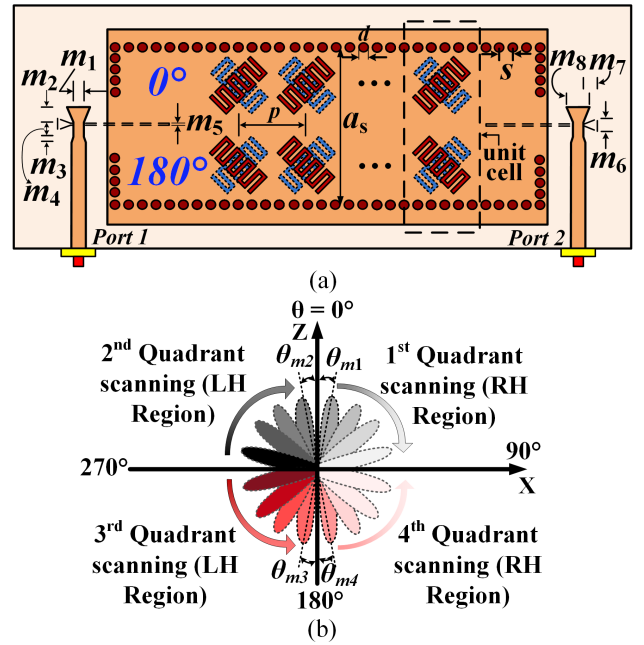 d
m₁
m₂
0°
m₈
m₇
s
p
aₛ
m₅
m₃
m₄
180°
unit
cell
m₆
Port 1
Port 2
(a)
θ = 0°
Z
2ⁿᵈ Quadrant
scanning (LH
Region)
θₘ₂
θₘ₁
1ˢᵗ Quadrant
scanning (RH
Region)
270°
90°
X
3ʳᵈ Quadrant
scanning (LH
Region)
θₘ₃
θₘ₄
4ᵗʰ Quadrant
scanning (RH
Region)
180°
(b)